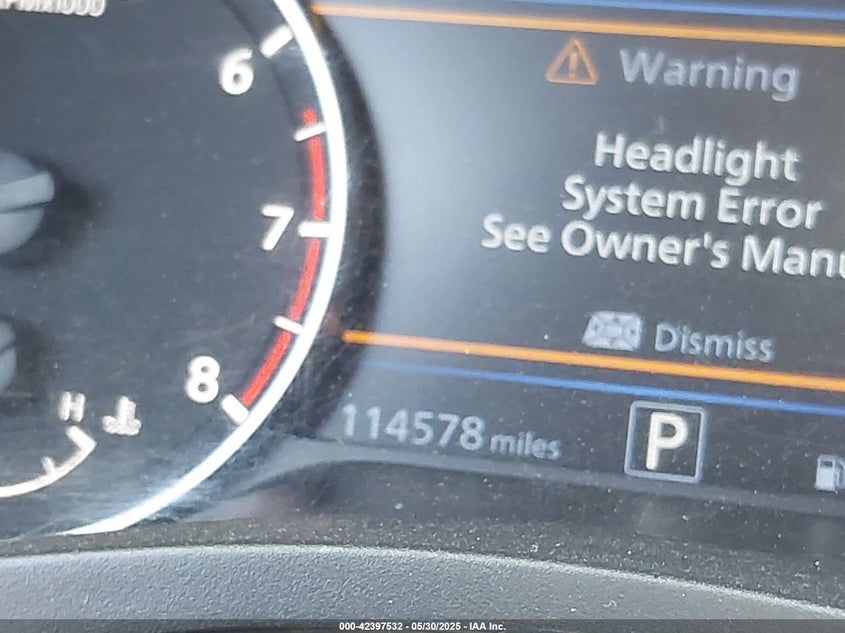 6
7
8
H
Warning
Headlight
System Error
See Owner's
Dismiss
114578 miles
P
000-42397532 - 05/30/2025 - IAA Inc.